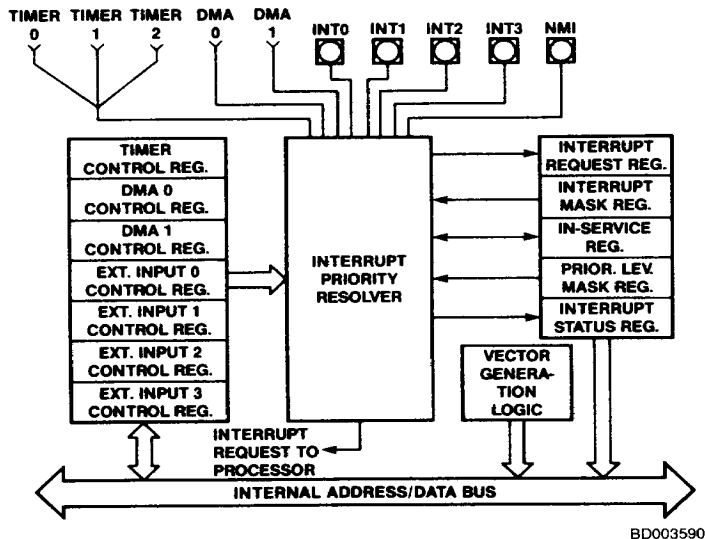 TIMER TIMER TIMER DMA DMA
0 1 2 0 1
INT0 INT1 INT2 INT3 NMI
TIMER
CONTROL REG.
DMA 0
CONTROL REG.
DMA 1
CONTROL REG.
EXT. INPUT 0
CONTROL REG.
EXT. INPUT 1
CONTROL REG.
EXT. INPUT 2
CONTROL REG.
EXT. INPUT 3
CONTROL REG.
INTERRUPT
PRIORITY
RESOLVER
INTERRUPT
REQUEST REG.
INTERRUPT
MASK REG.
IN-SERVICE
REG.
PRIOR. LEV.
MASK REG.
INTERRUPT
STATUS REG.
VECTOR
GENERA-
TION
LOGIC
INTERRUPT
REQUEST TO
PROCESSOR
INTERNAL ADDRESS/DATA BUS
BD003590